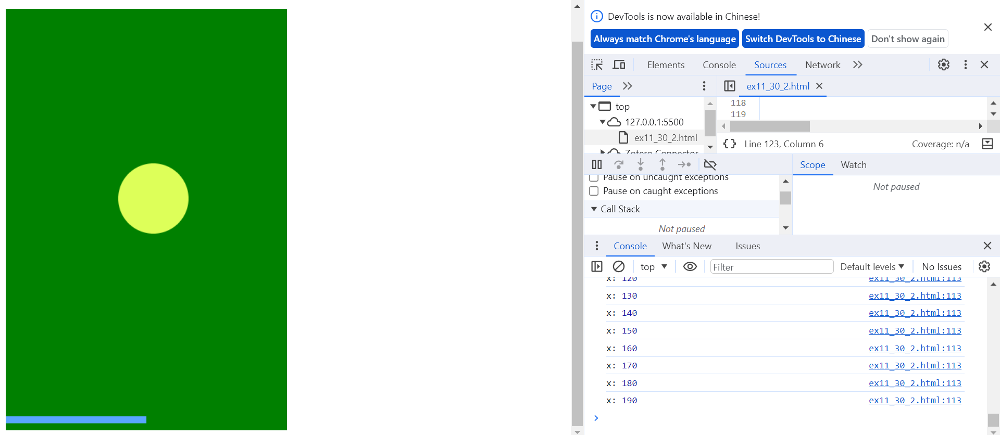 DevTools is now available in Chinese!
Always match Chrome's language Switch DevTools to Chinese Don't show again
Elements Console Sources Network
Page ex11_30_2.html
top
127.0.0.1:5500
ex11_30_2.html
Zotero Connector
118
119
{} Line 123, Column 6 Coverage: n/a
Scope Watch
Pause on uncaught exceptions
Pause on caught exceptions
Not paused
Call Stack
Not paused
Console What's New Issues
top Filter Default levels No Issues
x: 120 ex11_30_2.html:113
x: 130 ex11_30_2.html:113
x: 140 ex11_30_2.html:113
x: 150 ex11_30_2.html:113
x: 160 ex11_30_2.html:113
x: 170 ex11_30_2.html:113
x: 180 ex11_30_2.html:113
x: 190 ex11_30_2.html:113